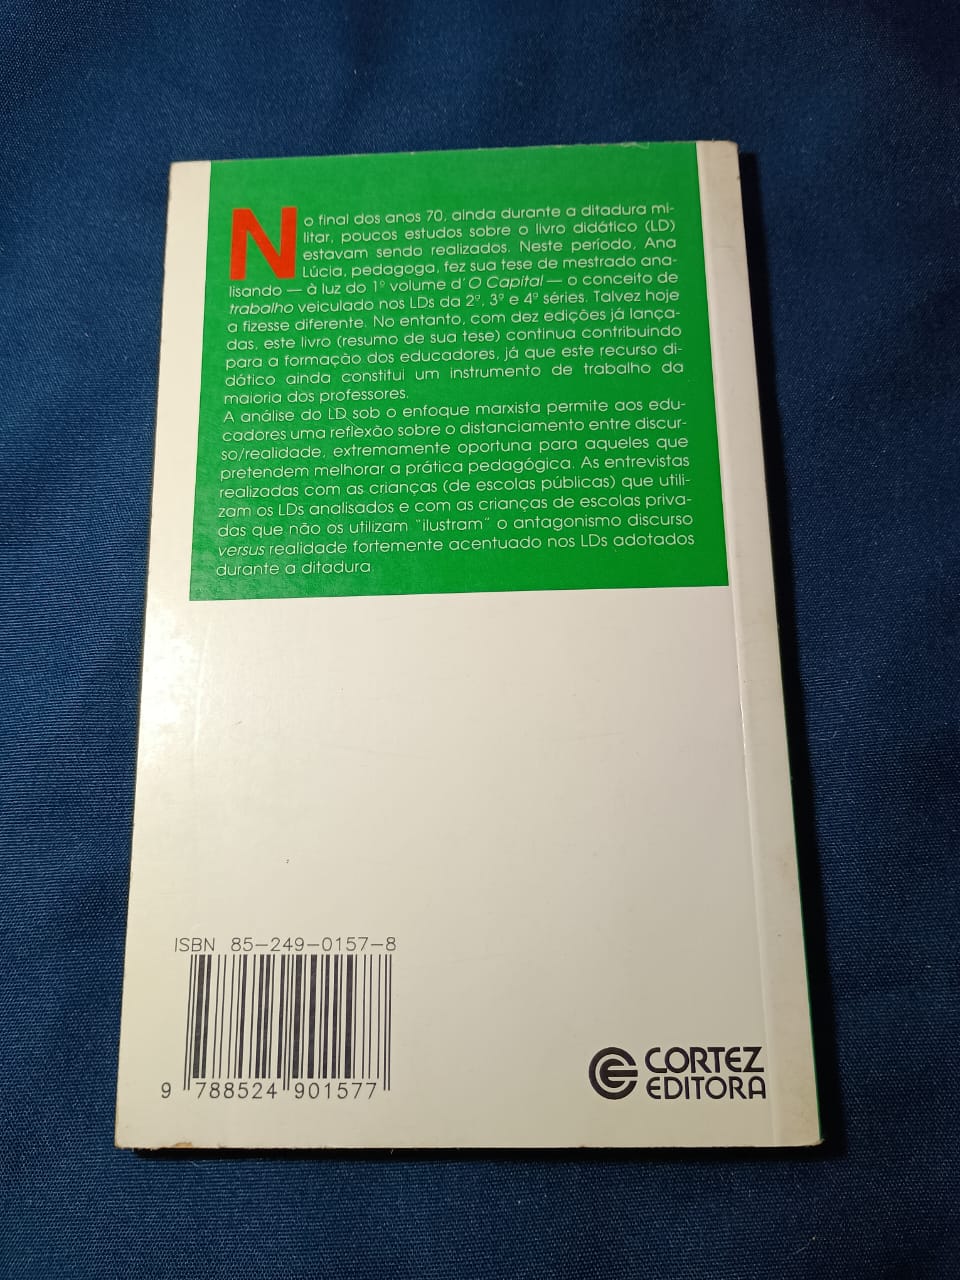 No final dos anos 70, ainda durante a ditadura mi-
litar, poucos estudos sobre o livro didático (LD)
estavam sendo realizados. Neste período, Ana
Lúcia, pedagoga, fez sua tese de mestrado ana-
lisando — à luz do 1º volume d' O Capital — o conceito de
trabalho veiculado nos LDs da 2ª, 3ª e 4ª séries. Talvez hoje
a fizesse diferente. No entanto, com dez edições já lança-
das, este livro (resumo de sua tese) continua contribuindo
para a formação dos educadores, já que este recurso di-
dático ainda constitui um instrumento de trabalho da
maioria dos professores.
A análise do LD sob o enfoque marxista permite aos edu-
cadores uma reflexão sobre o distanciamento entre discur-
so/realidade, extremamente oportuna para aqueles que
pretendem melhorar a prática pedagógica. As entrevistas
realizadas com as crianças (de escolas públicas) que utili-
zam os LDs analisados e com as crianças de escolas priva-
das que não os utilizam "ilustram" o antagonismo discurso
versus realidade fortemente acentuado nos LDs adotados
durante a ditadura.
ISBN 85-249-0157-8
9 788524 901577
CORTEZ
EDITORA